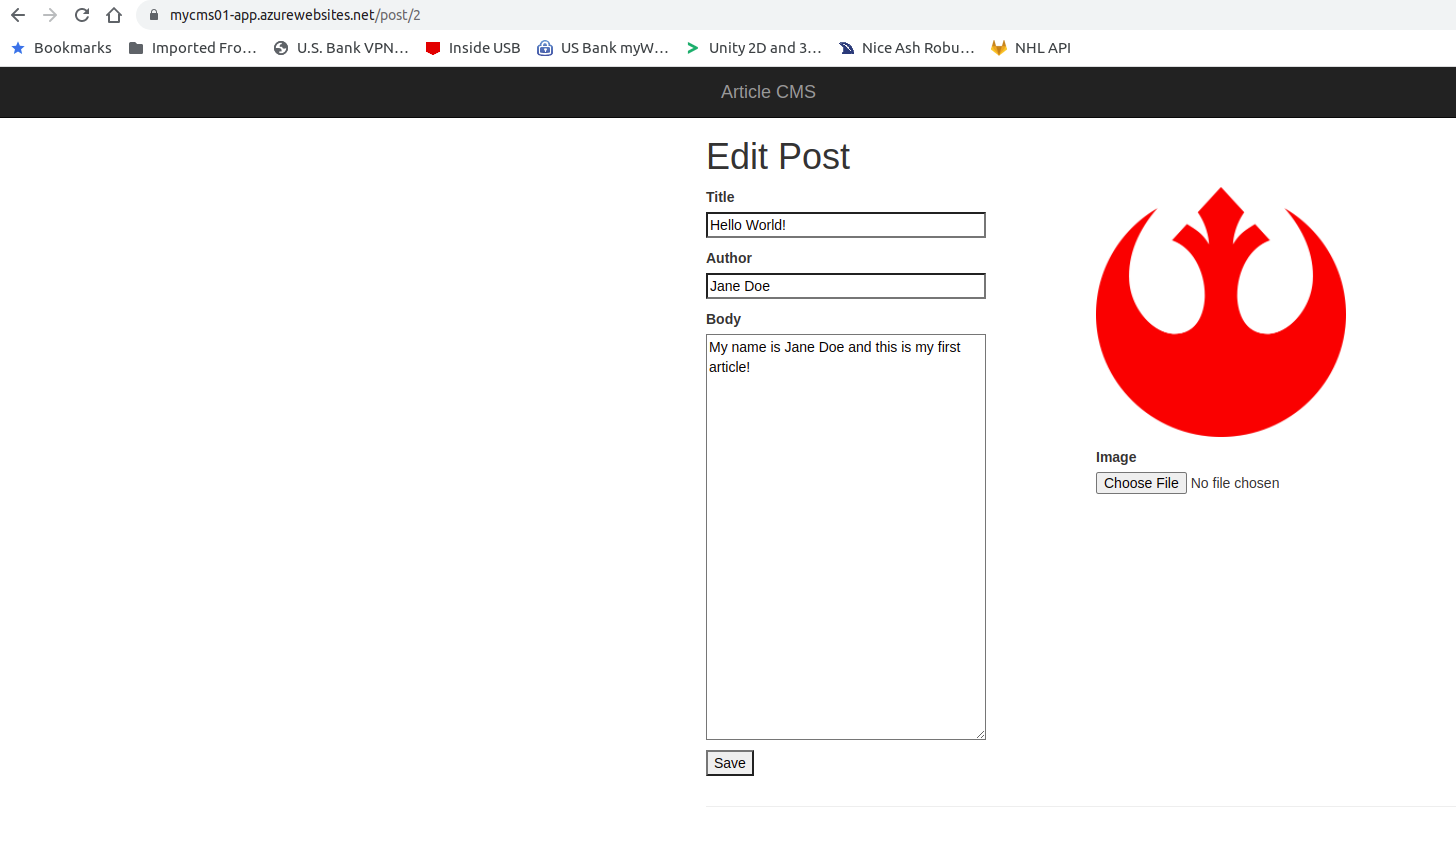 mycms01-app.azurewebsites.net/post/2
Bookmarks Imported Fro... U.S. Bank VPN... Inside USB US Bank myW... Unity 2D and 3... Nice Ash Robu... NHL API
Article CMS
Edit Post
Title
Hello World!
Author
Jane Doe
Body
My name is Jane Doe and this is my first
article!
Image
Choose File No file chosen
Save